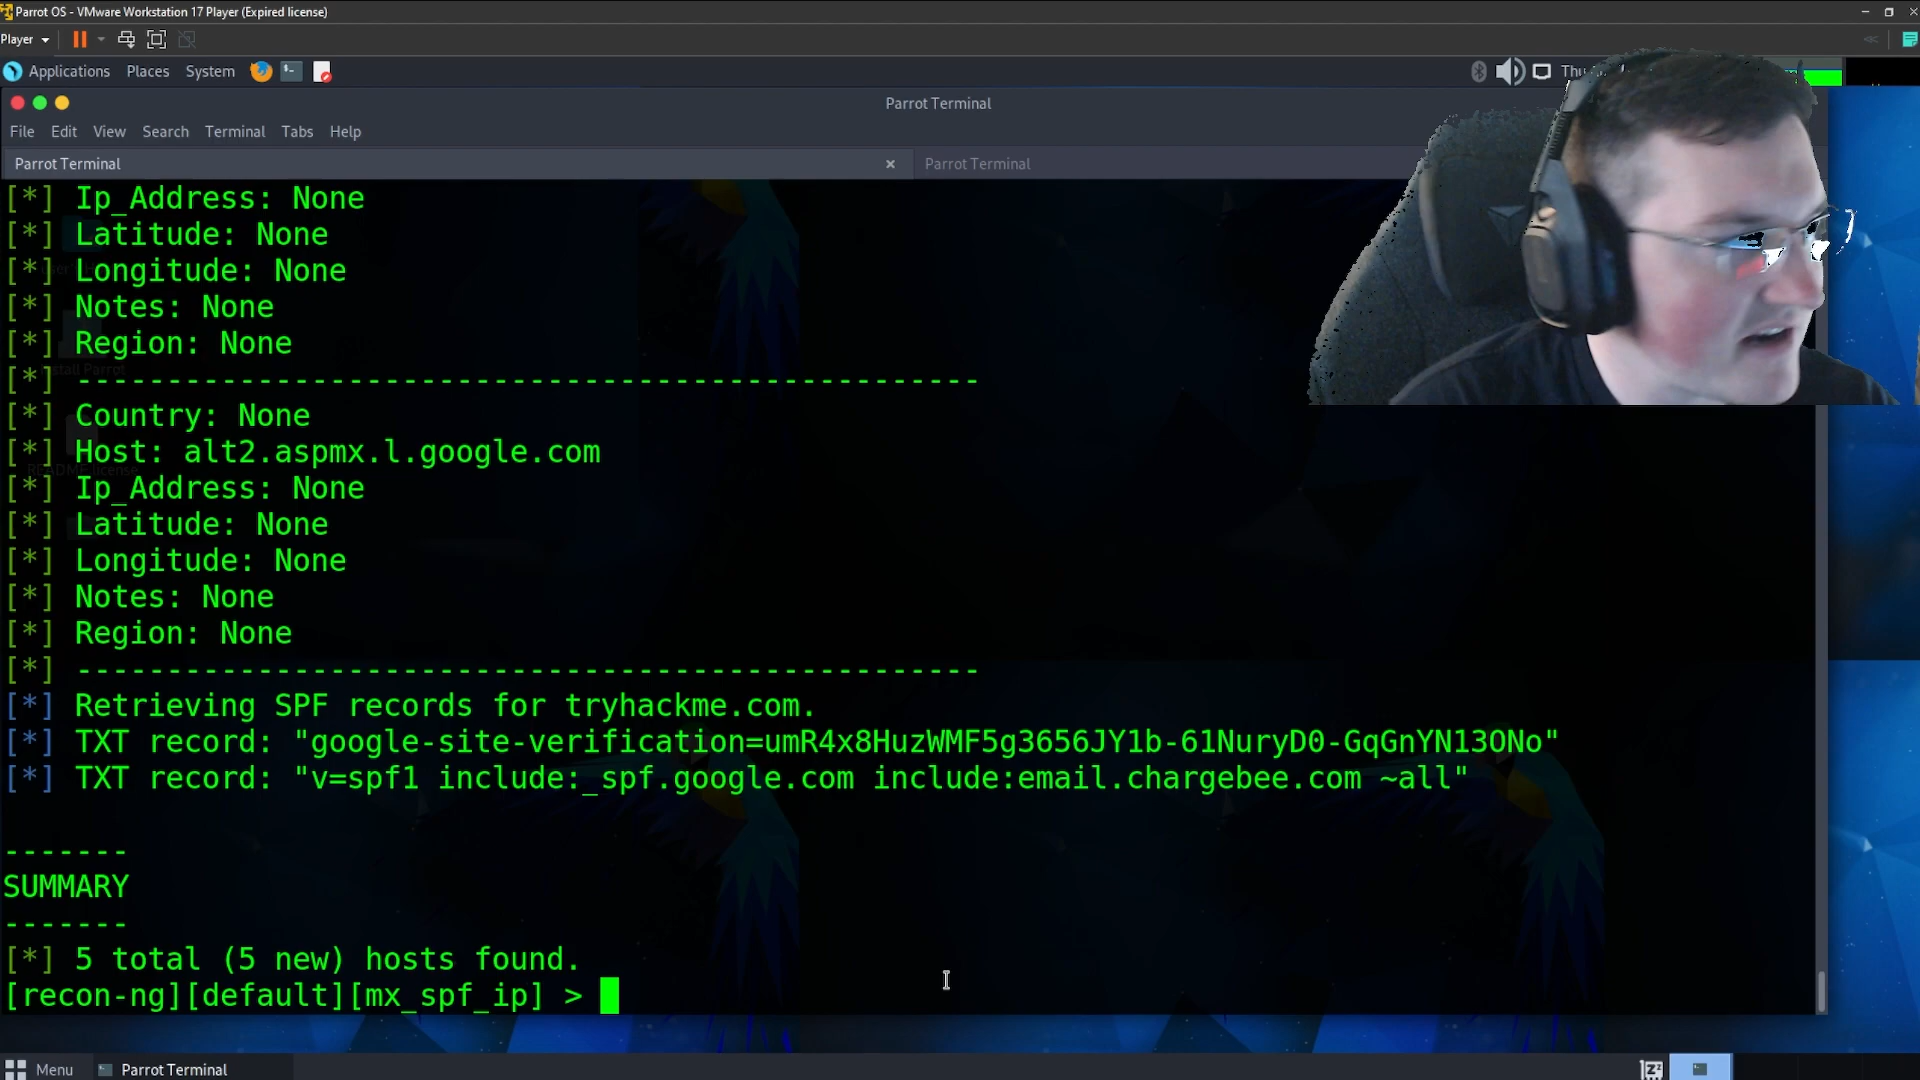 Parrot OS - VMware Workstation 17 Player (Expired license)
Player
Applications Places System
Thu
Parrot Terminal
File Edit View Search Terminal Tabs Help
Parrot Terminal × Parrot Terminal
[*] Ip_Address: None
[*] Latitude: None
[*] Longitude: None
[*] Notes: None
[*] Region: None
[*] --------------------------------------------------
[*] Country: None
[*] Host: alt2.aspmx.l.google.com
[*] Ip_Address: None
[*] Latitude: None
[*] Longitude: None
[*] Notes: None
[*] Region: None
[*] --------------------------------------------------
[*] Retrieving SPF records for tryhackme.com.
[*] TXT record: "google-site-verification=umR4x8HuzWMF5g3656JY1b-61NuryD0-GqGnYN13ONo"
[*] TXT record: "v=spf1 include:_spf.google.com include:email.chargebee.com ~all"
-------
SUMMARY
-------
[*] 5 total (5 new) hosts found.
[recon-ng][default][mx_spf_ip] >
Menu Parrot Terminal